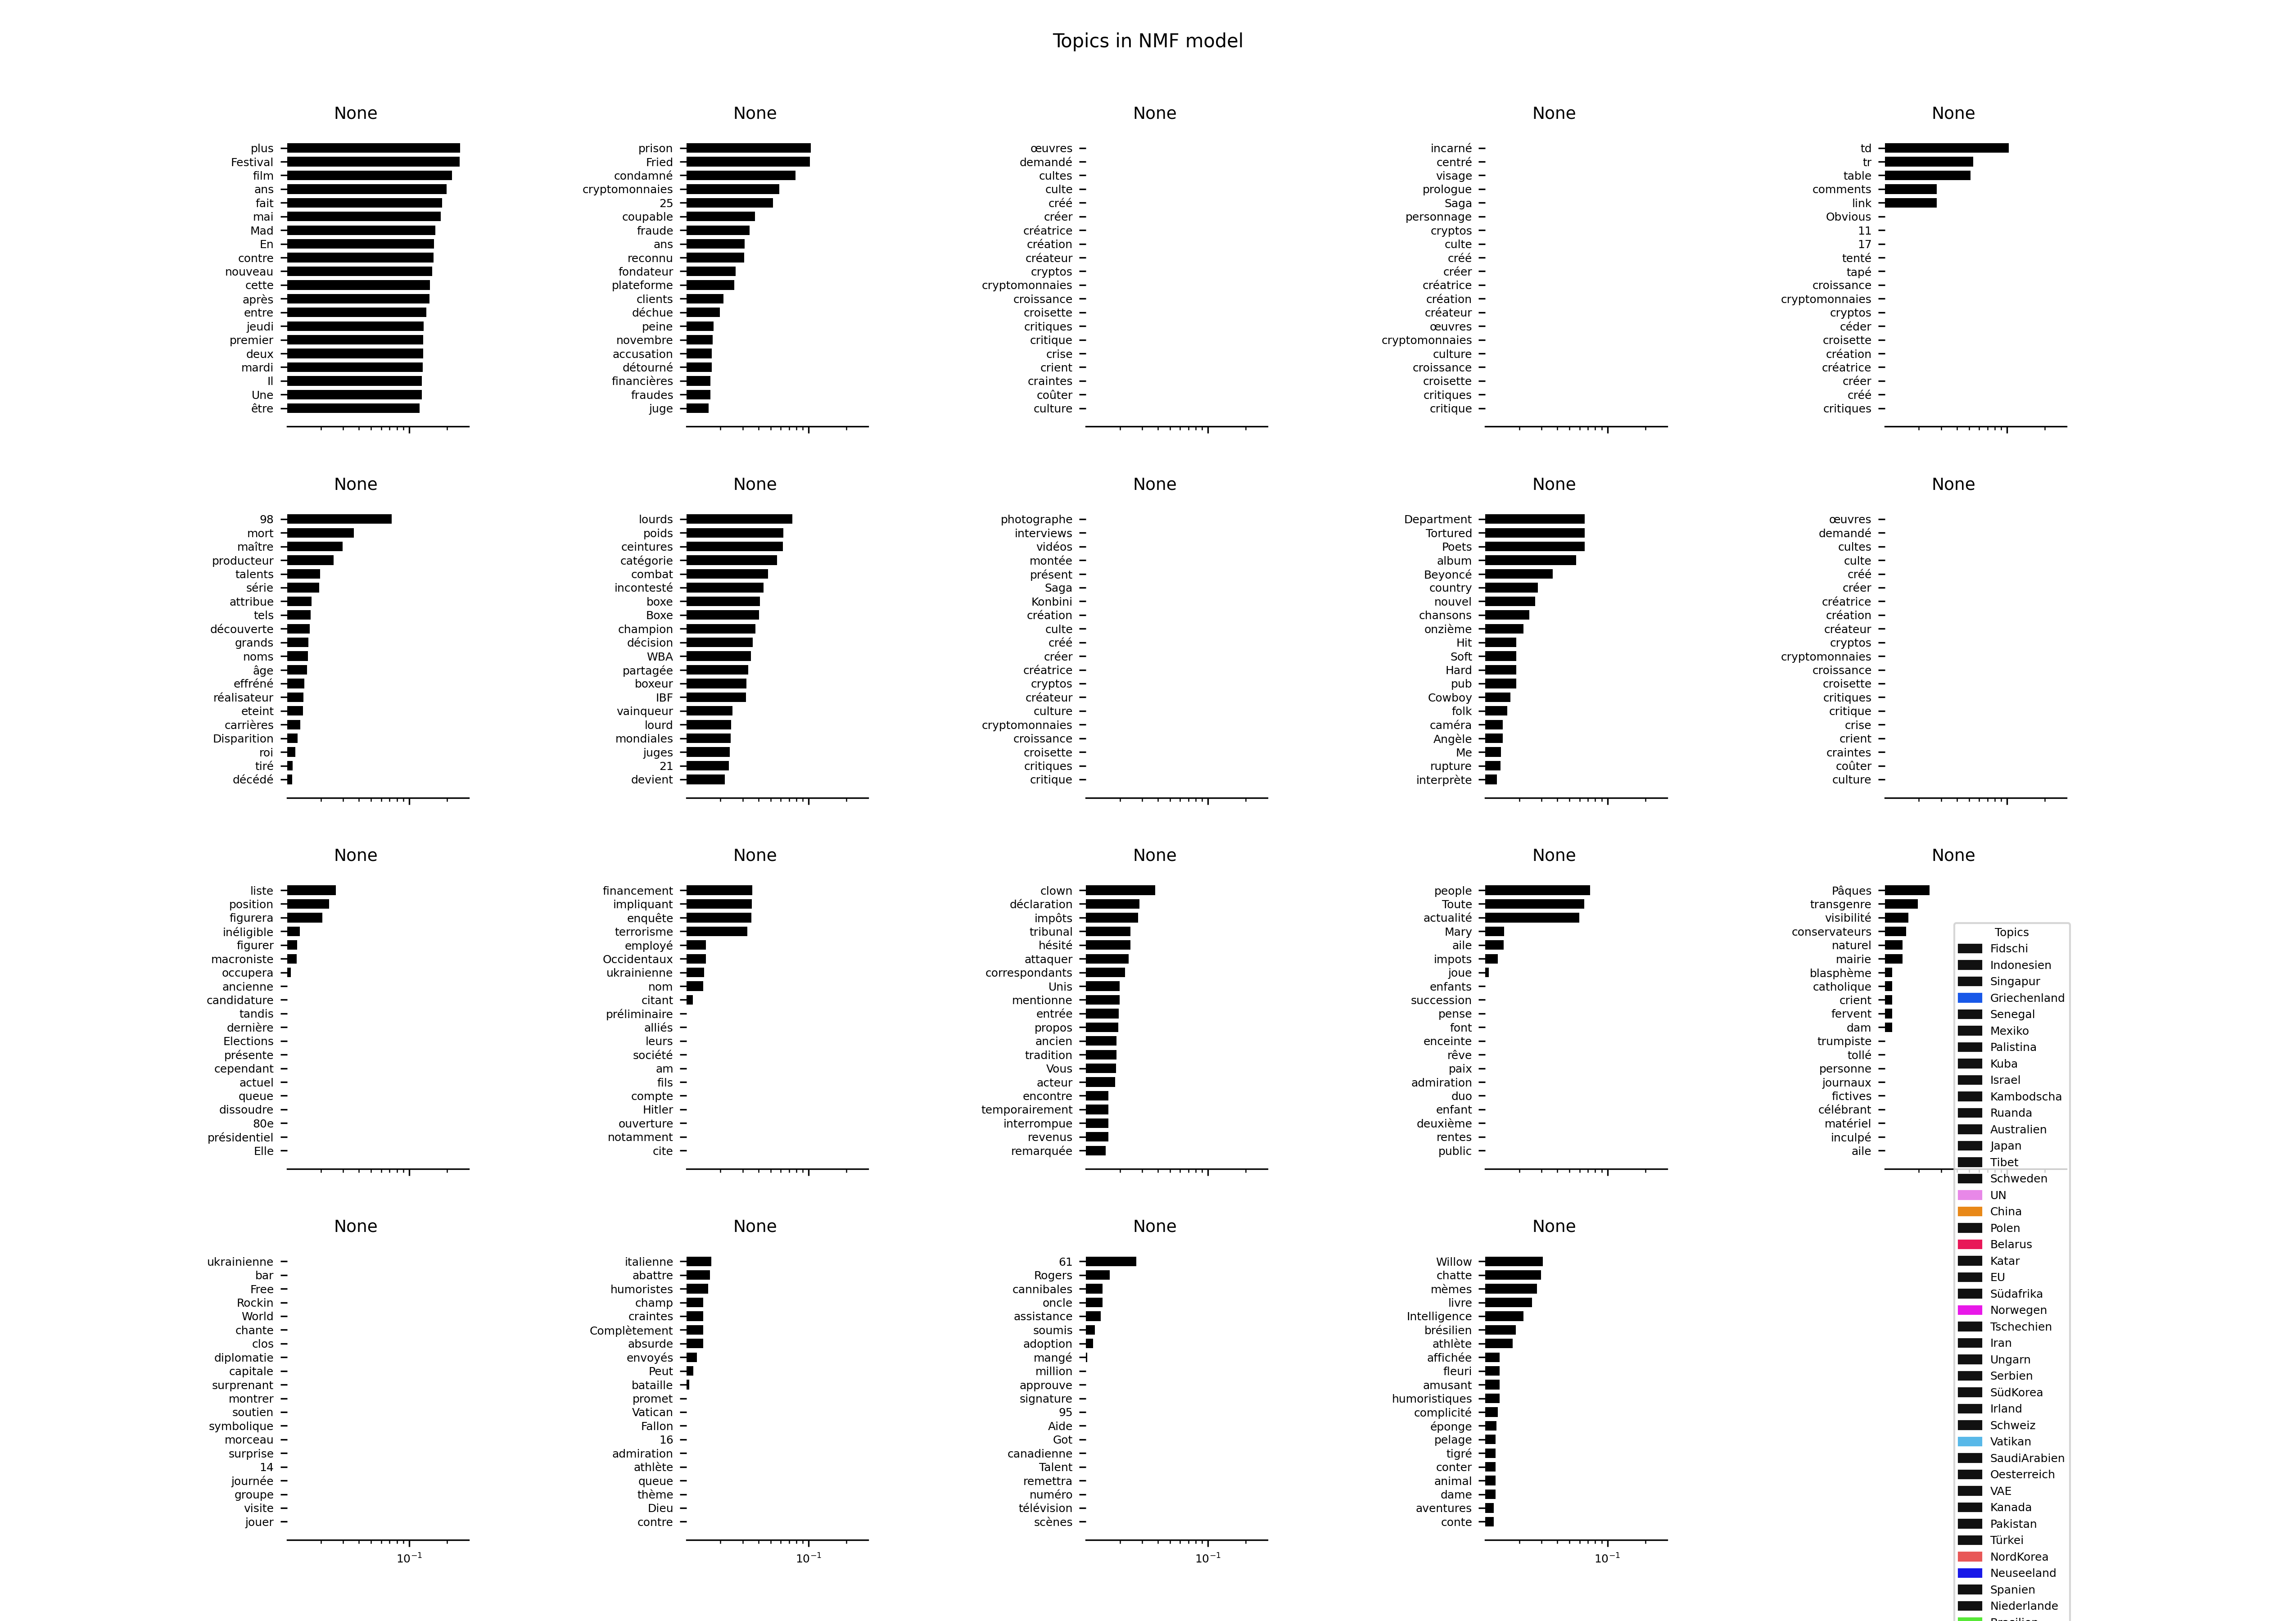 Topics in NMF model
None
plus
Festival
film
ans
fait
mai
Mad
En
contre
nouveau
cette
après
entre
jeudi
premier
deux
mardi
Il
Une
être
None
prison
Fried
condamné
cryptomonnaies
25
coupable
fraude
ans
reconnu
fondateur
plateforme
clients
déchue
peine
novembre
accusation
détourné
financières
fraudes
juge
None
œuvres
demandé
cultes
culte
créé
créer
créatrice
création
créateur
cryptos
cryptomonnaies
croissance
croisette
critiques
critique
crise
crient
craintes
coûter
culture
None
incarné
centré
visage
prologue
Saga
personnage
cryptos
culte
créé
créer
créatrice
création
créateur
œuvres
cryptomonnaies
culture
croissance
croisette
critiques
critique
None
td
tr
table
comments
link
Obvious
11
17
tenté
tapé
croissance
cryptomonnaies
cryptos
céder
croisette
création
créatrice
créer
créé
critiques
None
98
mort
maître
producteur
talents
série
attribue
tels
découverte
grands
noms
âge
effréné
réalisateur
eteint
carrières
Disparition
roi
tiré
décédé
None
lourds
poids
ceintures
catégorie
combat
incontesté
boxe
Boxe
champion
décision
WBA
partagée
boxeur
IBF
vainqueur
lourd
mondiales
juges
21
devient
None
photographe
interviews
vidéos
montée
présent
Saga
Konbini
création
culte
créé
créer
créatrice
cryptos
créateur
culture
cryptomonnaies
croissance
croisette
critiques
critique
None
Department
Tortured
Poets
album
Beyoncé
country
nouvel
chansons
onzième
Hit
Soft
Hard
pub
Cowboy
folk
caméra
Angèle
Me
rupture
interprète
None
œuvres
demandé
cultes
culte
créé
créer
créatrice
création
créateur
cryptos
cryptomonnaies
croissance
croisette
critiques
critique
crise
crient
craintes
coûter
culture
None
liste
position
figurera
inéligible
figurer
macroniste
occupera
ancienne
candidature
tandis
dernière
Elections
présente
cependant
actuel
queue
dissoudre
80e
présidentiel
Elle
None
financement
impliquant
enquête
terrorisme
employé
Occidentaux
ukrainienne
nom
citant
préliminaire
alliés
leurs
société
am
fils
compte
Hitler
ouverture
notamment
cite
None
clown
déclaration
impôts
tribunal
hésité
attaquer
correspondants
Unis
mentionne
entrée
propos
ancien
tradition
Vous
acteur
encontre
temporairement
interrompue
revenus
remarquée
None
people
Toute
actualité
Mary
aile
impots
joue
enfants
succession
pense
font
enceinte
rêve
paix
admiration
duo
enfant
deuxième
rentes
public
None
Pâques
transgenre
visibilité
conservateurs
naturel
mairie
blasphème
catholique
crient
fervent
dam
trumpiste
tollé
personne
journaux
fictives
célébrant
matériel
inculpé
aile
None
ukrainienne
bar
Free
Rockin
World
chante
clos
diplomatie
capitale
surprenant
montrer
soutien
symbolique
morceau
surprise
14
journée
groupe
visite
jouer
10⁻¹
None
italienne
abattre
humoristes
champ
craintes
Complètement
absurde
envoyés
Peut
bataille
promet
Vatican
Fallon
16
admiration
athlète
queue
thème
Dieu
contre
10⁻¹
None
61
Rogers
cannibales
oncle
assistance
soumis
adoption
mangé
million
approuve
signature
95
Aide
Got
canadienne
Talent
remettra
numéro
télévision
scènes
10⁻¹
None
Willow
chatte
mèmes
livre
Intelligence
brésilien
athlète
affichée
fleuri
amusant
humoristiques
complicité
éponge
pelage
tigré
conter
animal
dame
aventures
conte
10⁻¹
Topics
Fidschi
Indonesien
Singapur
Griechenland
Senegal
Mexiko
Palistina
Kuba
Israel
Kambodscha
Ruanda
Australien
Japan
Tibet
Schweden
UN
China
Polen
Belarus
Katar
EU
Südafrika
Norwegen
Tschechien
Iran
Ungarn
Serbien
SüdKorea
Irland
Schweiz
Vatikan
SaudiArabien
Oesterreich
VAE
Kanada
Pakistan
Türkei
NordKorea
Neuseeland
Spanien
Niederlande